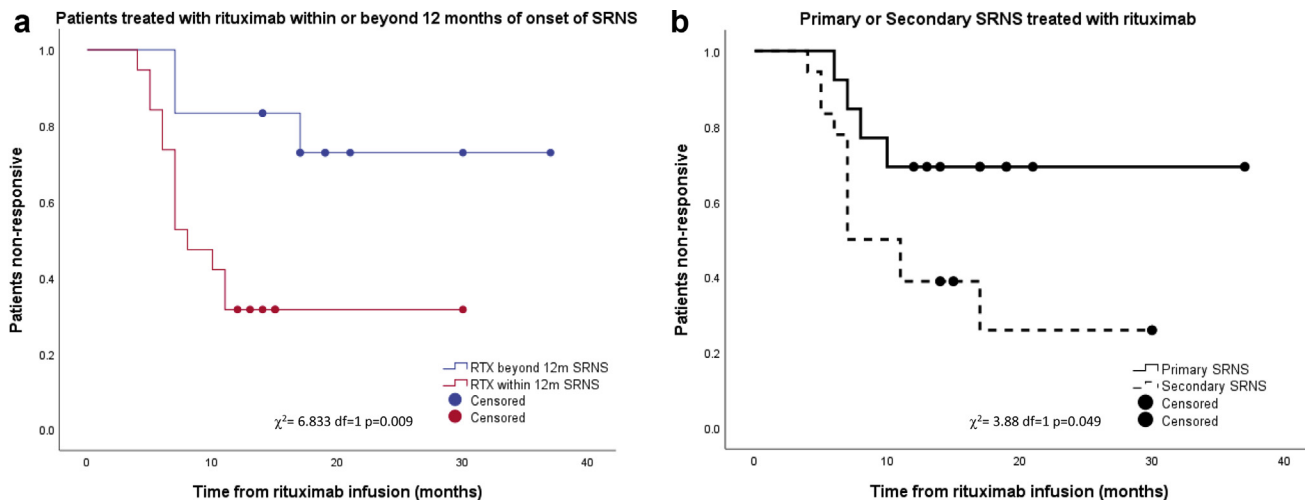 a
Patients treated with rituximab within or beyond 12 months of onset of SRNS
Patients non-responsive
1.0
0.8
0.6
0.4
0.2
0.0
RTX beyond 12m SRNS
RTX within 12m SRNS
Censored
Censored
χ²= 6.833 df=1 p=0.009
0 10 20 30 40
Time from rituximab infusion (months)
b
Primary or Secondary SRNS treated with rituximab
Patients non-responsive
1.0
0.8
0.6
0.4
0.2
0.0
Primary SRNS
Secondary SRNS
Censored
Censored
χ²= 3.88 df=1 p=0.049
0 10 20 30 40
Time from rituximab infusion (months)